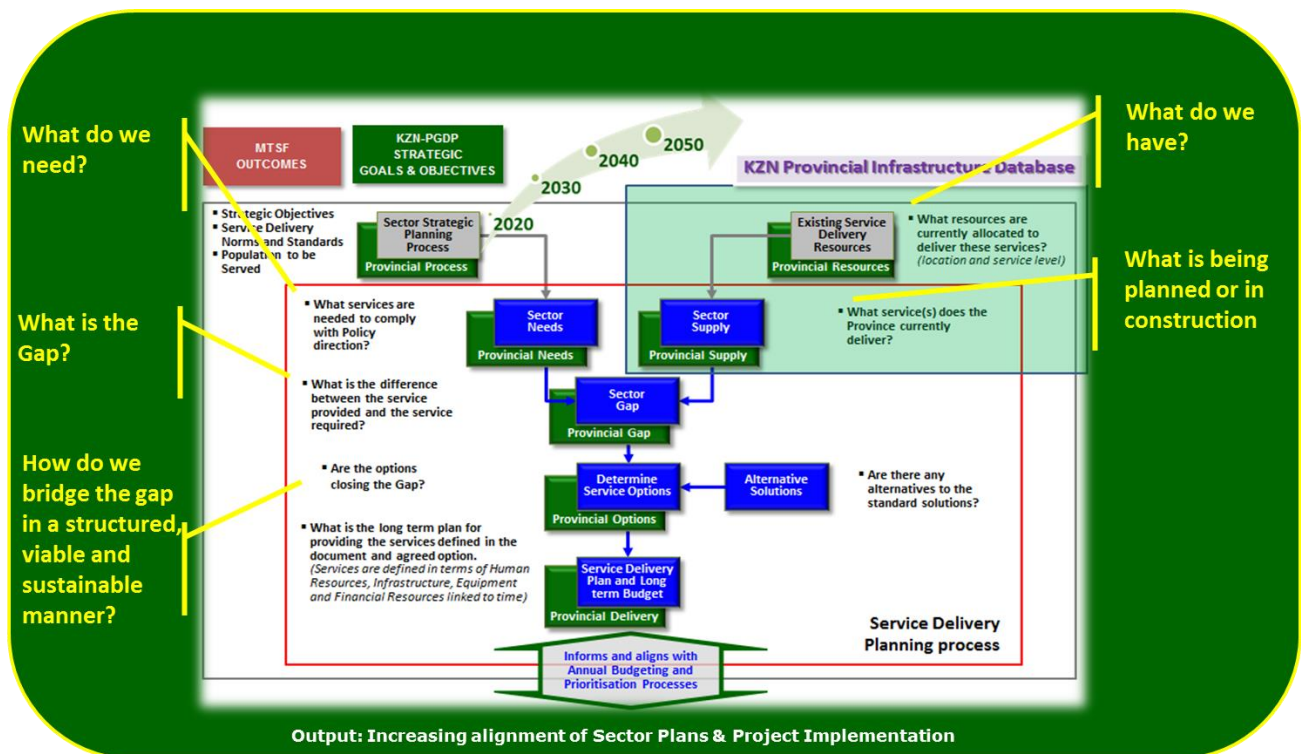 What do we
need?
What is the
Gap?
How do we
bridge the gap
in a structured,
viable and
sustainable
manner?
MTSF
OUTCOMES
KZN-PGDP
STRATEGIC
GOALS & OBJECTIVES
2020
2030
2040
2050
KZN Provincial Infrastructure Database
What do we
have?
What is being
planned or in
construction
▪ Strategic Objectives
▪ Service Delivery
Norms and Standards
▪ Population to be
Served
Sector Strategic
Planning
Process
Provincial Process
Existing Service
Delivery
Resources
Provincial Resources
▪ What resources are
currently allocated to
deliver these services?
(location and service level)
▪ What services are
needed to comply
with Policy
direction?
Sector
Needs
Provincial Needs
Sector
Supply
Provincial Supply
▪ What service(s) does the
Province currently
deliver?
▪ What is the difference
between the service
provided and the service
required?
Sector
Gap
Provincial Gap
▪ Are the options
closing the Gap?
Determine
Service Options
Provincial Options
Alternative
Solutions
▪ Are there any
alternatives to the
standard solutions?
▪ What is the long term plan for
providing the services defined in the
document and agreed option.
(Services are defined in terms of Human
Resources, Infrastructure, Equipment
and Financial Resources linked to time)
Service Delivery
Plan and Long
term Budget
Provincial Delivery
Service Delivery
Planning process
Informs and aligns with
Annual Budgeting and
Prioritisation Processes
Output: Increasing alignment of Sector Plans & Project Implementation